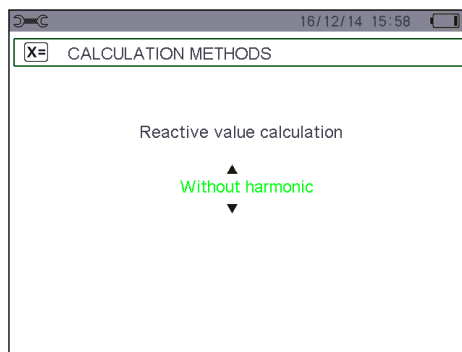 16/12/14 15:58
X= CALCULATION METHODS
Reactive value calculation
Without harmonic